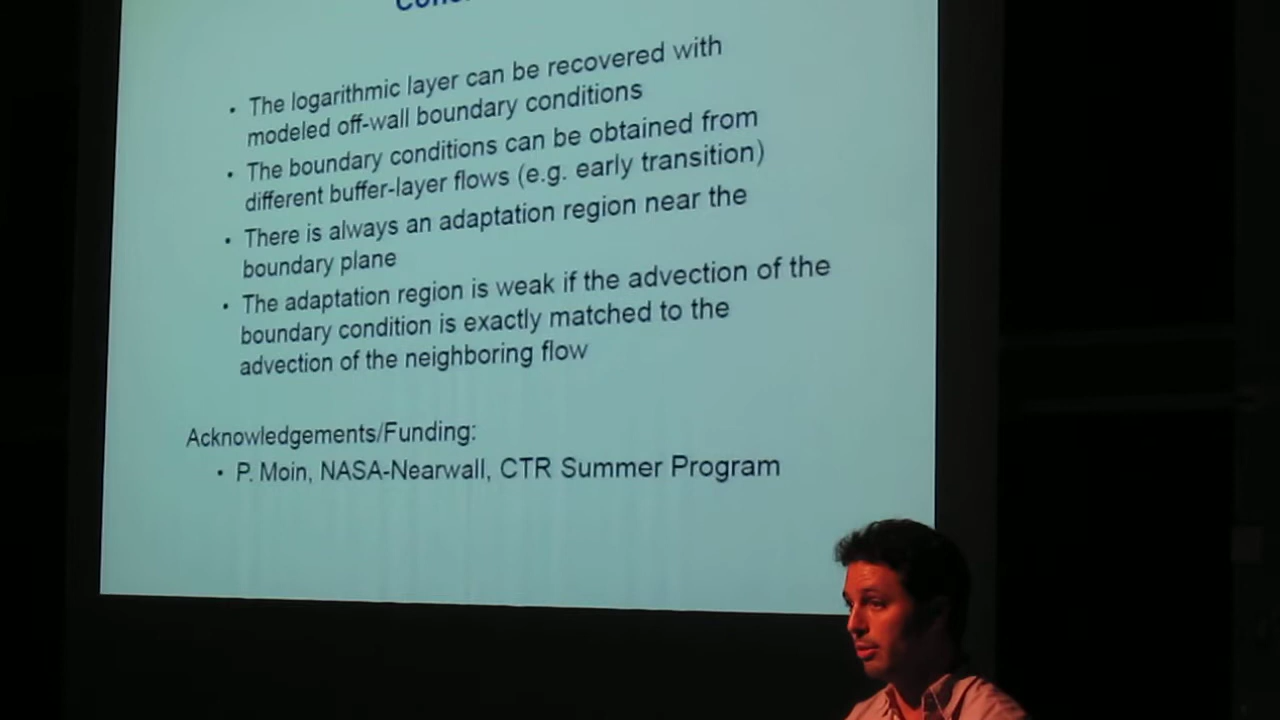 • The logarithmic layer can be recovered with
modeled off-wall boundary conditions
• The boundary conditions can be obtained from
different buffer-layer flows (e.g. early transition)
• There is always an adaptation region near the
boundary plane
• The adaptation region is weak if the advection of the
boundary condition is exactly matched to the
advection of the neighboring flow
Acknowledgements/Funding:
• P. Moin, NASA-Nearwall, CTR Summer Program